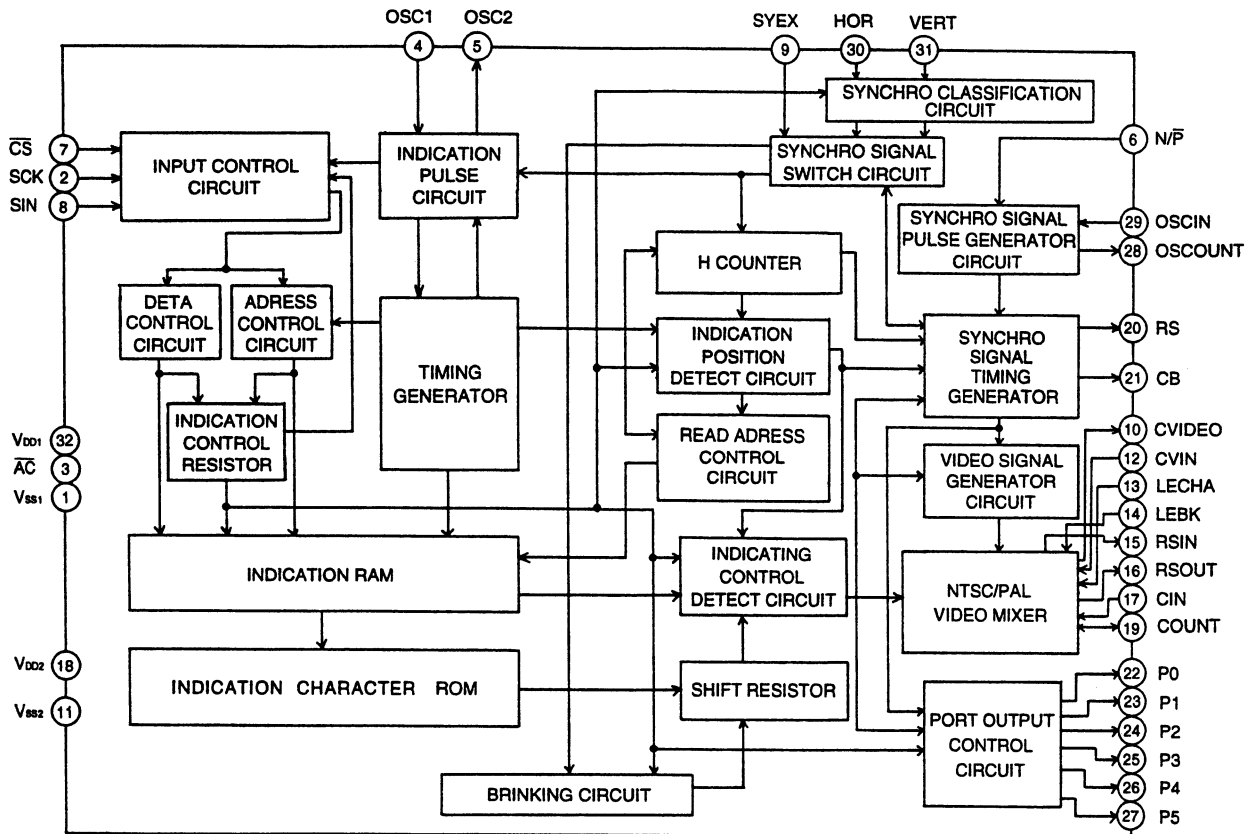 OSC1 OSC2 SYEX HOR VERT
4 5 9 30 31
SYNCHRO CLASSIFICATION
CIRCUIT
CS 7
SCK 2
SIN 8
INPUT CONTROL
CIRCUIT
INDICATION
PULSE
CIRCUIT
SYNCHRO SIGNAL
SWITCH CIRCUIT
6 N/P
SYNCHRO SIGNAL
PULSE GENERATOR
CIRCUIT
29 OSCIN
28 OSCOUNT
H COUNTER
DETA
CONTROL
CIRCUIT
ADRESS
CONTROL
CIRCUIT
TIMING
GENERATOR
INDICATION
POSITION
DETECT CIRCUIT
SYNCHRO
SIGNAL
TIMING
GENERATOR
20 RS
21 CB
INDICATION
CONTROL
RESISTOR
READ ADRESS
CONTROL
CIRCUIT
VDD1 32
AC 3
VSS1 1
VIDEO SIGNAL
GENERATOR
CIRCUIT
10 CVIDEO
12 CVIN
13 LECHA
14 LEBK
15 RSIN
16 RSOUT
17 CIN
19 COUNT
INDICATION RAM
INDICATING
CONTROL
DETECT CIRCUIT
NTSC/PAL
VIDEO MIXER
VDD2 18
VSS2 11
INDICATION CHARACTER ROM
SHIFT RESISTOR
PORT OUTPUT
CONTROL
CIRCUIT
22 P0
23 P1
24 P2
25 P3
26 P4
27 P5
BRINKING CIRCUIT